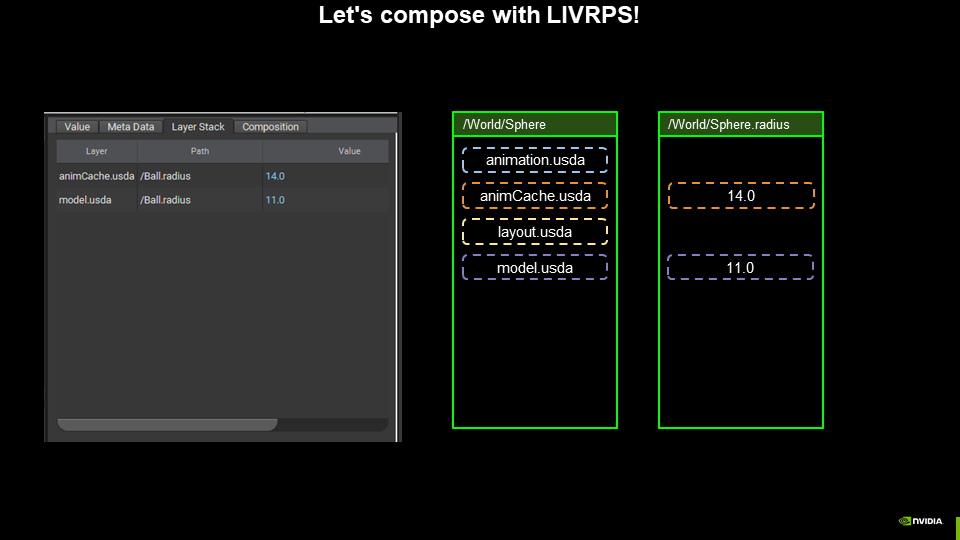 Let's compose with LIVRPS!
Value Meta Data Layer Stack Composition
Layer Path Value
animCache.usda /Ball.radius 14.0
model.usda /Ball.radius 11.0
/World/Sphere
animation.usda
animCache.usda
layout.usda
model.usda
/World/Sphere.radius
14.0
11.0
NVIDIA